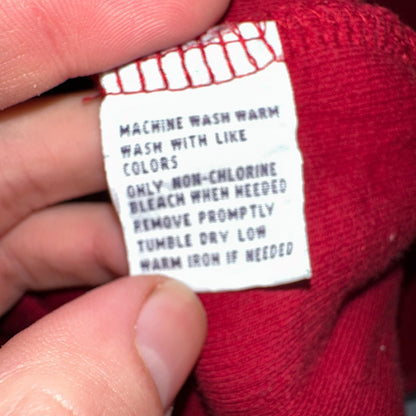 MACHINE WASH WARM
WASH WITH LIKE
COLORS
ONLY NON-CHLORINE
BLEACH WHEN NEEDED
REMOVE PROMPTLY
TUMBLE DRY LOW
WARM IRON IF NEEDED